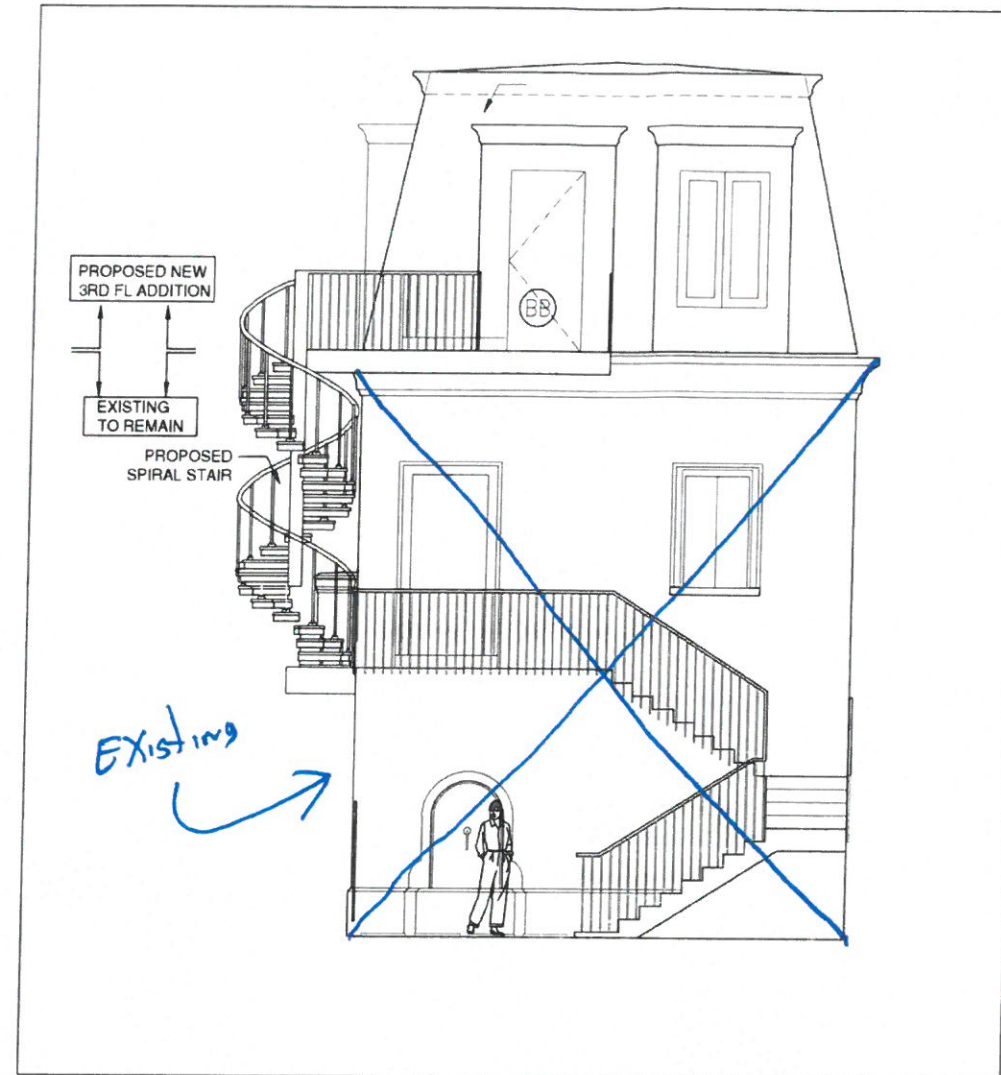 PROPOSED NEW
3RD FL ADDITION
BB
EXISTING
TO REMAIN
PROPOSED
SPIRAL STAIR
EXisting